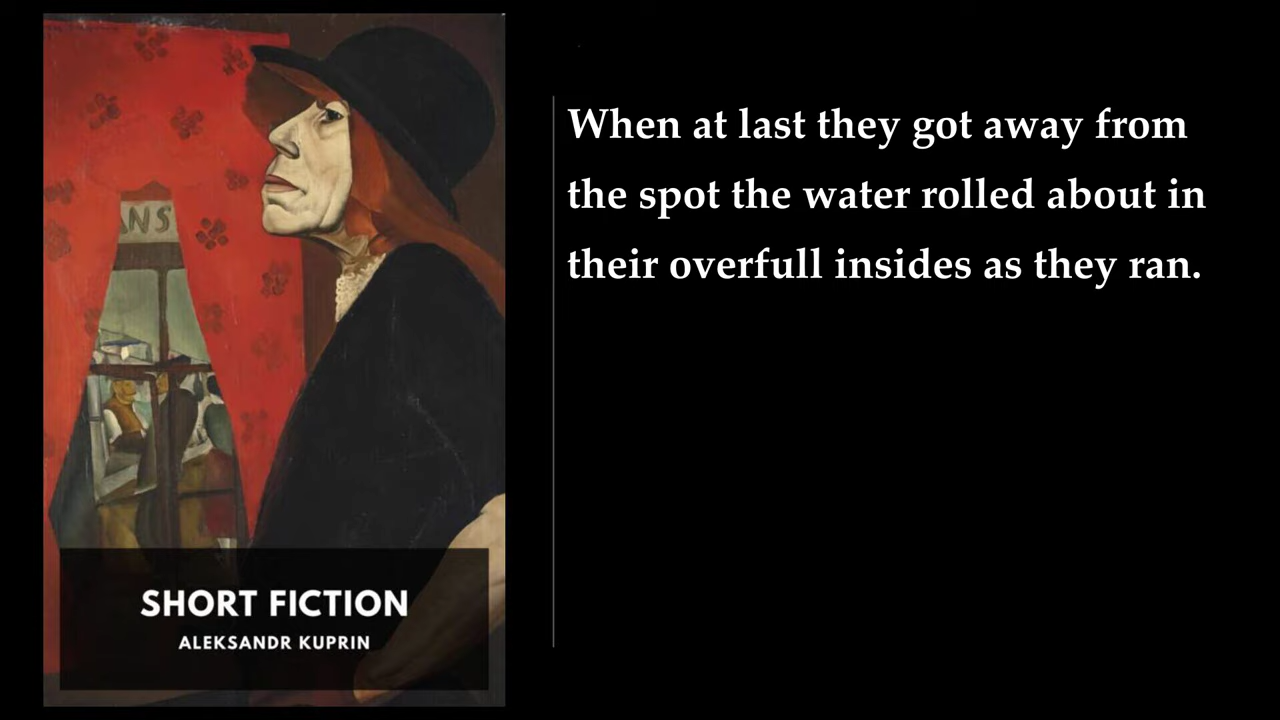 ANS
SHORT FICTION
ALEKSANDR KUPRIN
When at last they got away from
the spot the water rolled about in
their overfull insides as they ran.